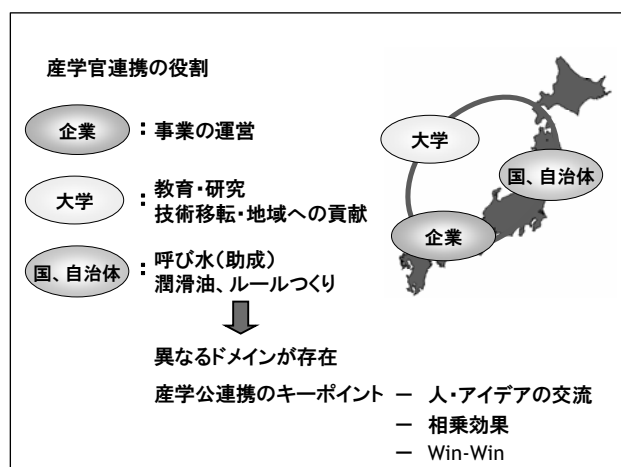 産学官連携の役割
企業 : 事業の運営
大学 : 教育・研究
技術移転・地域への貢献
国、自治体 : 呼び水(助成)
潤滑油、ルールつくり
異なるドメインが存在
産学公連携のキーポイント － 人・アイデアの交流
－ 相乗効果
－ Win-Win
大学
国、自治体
企業